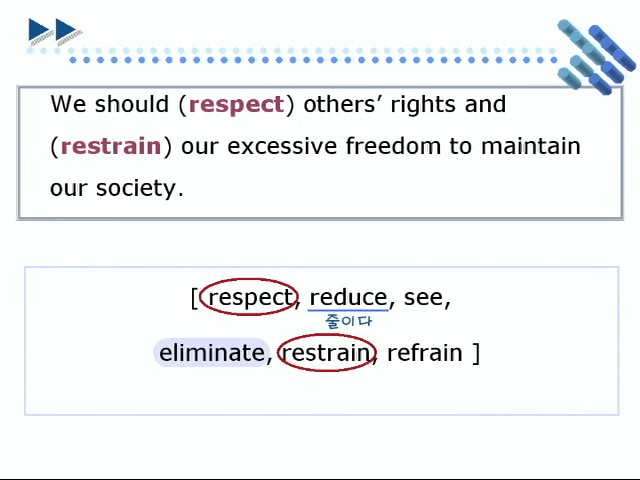 We should (respect) others’ rights and
(restrain) our excessive freedom to maintain
our society.
[ respect, reduce, see,
줄이다
eliminate, restrain, refrain ]